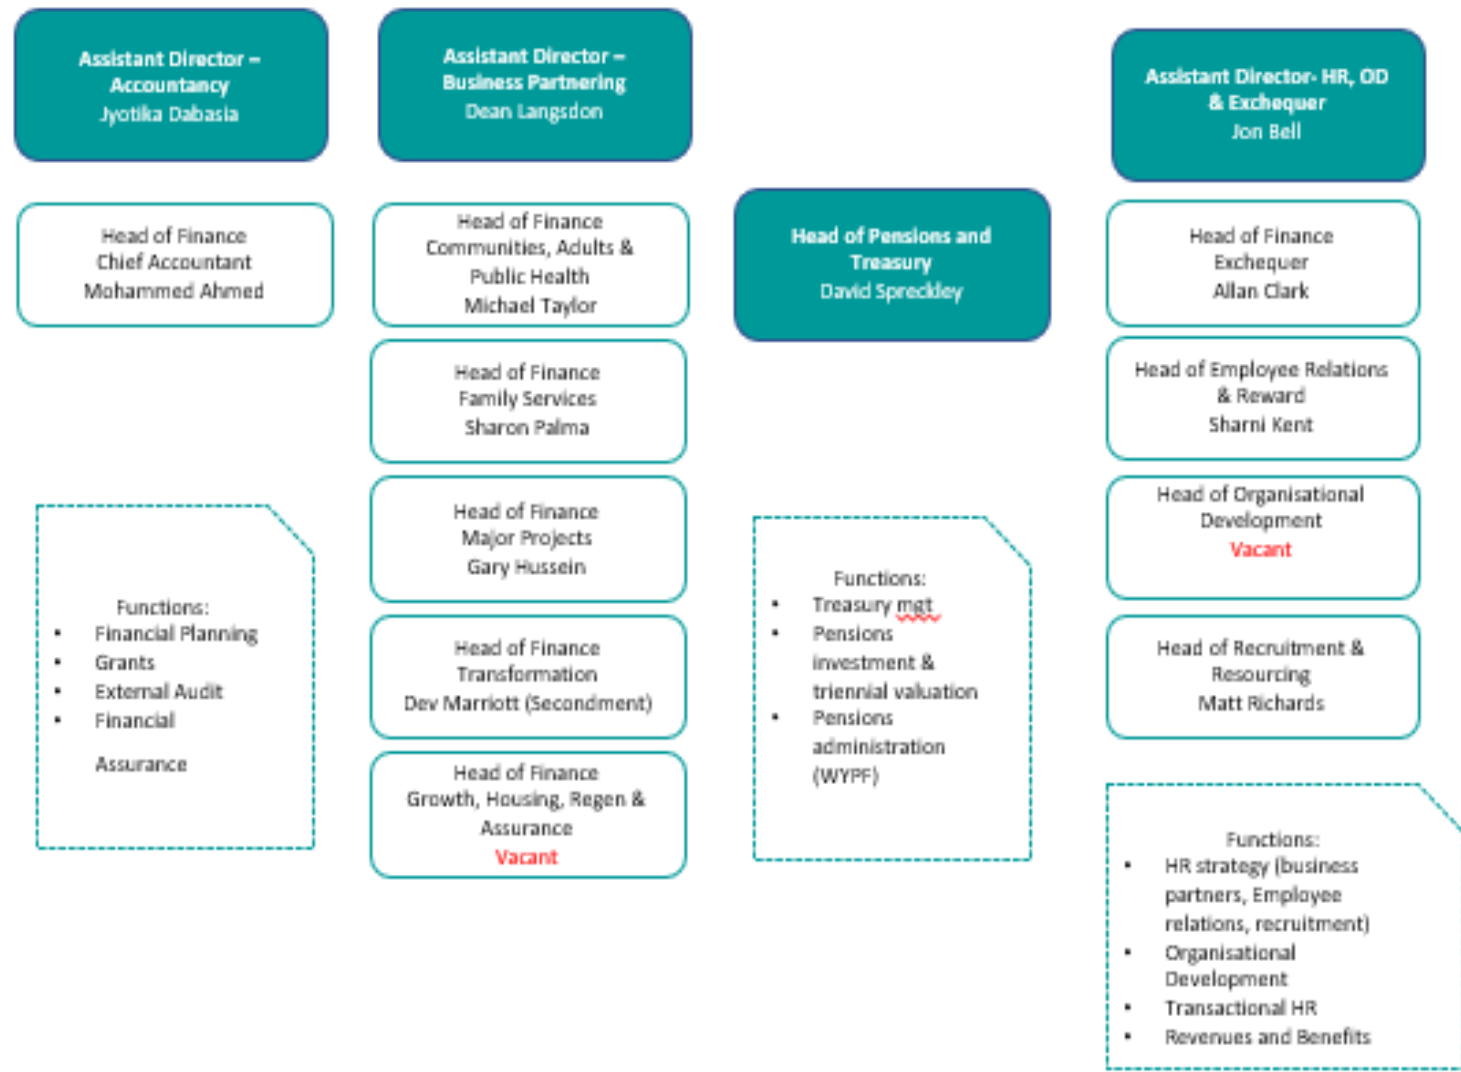 Assistant Director –
Accountancy
Jyotika Dabasia
Head of Finance
Chief Accountant
Mohammed Ahmed
Functions:
• Financial Planning
• Grants
• External Audit
• Financial
Assurance
Assistant Director –
Business Partnering
Dean Langsdon
Head of Finance
Communities, Adults &
Public Health
Michael Taylor
Head of Finance
Family Services
Sharon Palma
Head of Finance
Major Projects
Gary Hussein
Head of Finance
Transformation
Dev Marriott (Secondment)
Head of Finance
Growth, Housing, Regen &
Assurance
Vacant
Head of Pensions and
Treasury
David Spreckley
Functions:
• Treasury mgt
• Pensions
investment &
triennial valuation
• Pensions
administration
(WYPF)
Assistant Director- HR, OD
& Exchequer
Jon Bell
Head of Finance
Exchequer
Allan Clark
Head of Employee Relations
& Reward
Sharni Kent
Head of Organisational
Development
Vacant
Head of Recruitment &
Resourcing
Matt Richards
Functions:
• HR strategy (business
partners, Employee
relations, recruitment)
• Organisational
Development
• Transactional HR
• Revenues and Benefits